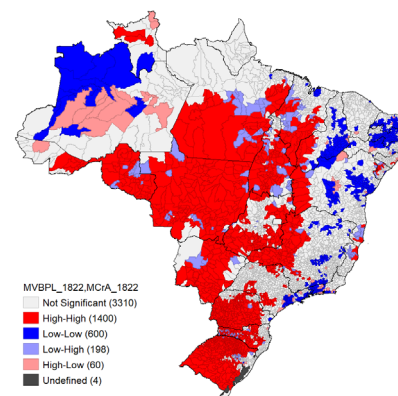 MVBPL_1822,MCrA_1822
Not Significant (3310)
High-High (1400)
Low-Low (600)
Low-High (198)
High-Low (60)
Undefined (4)